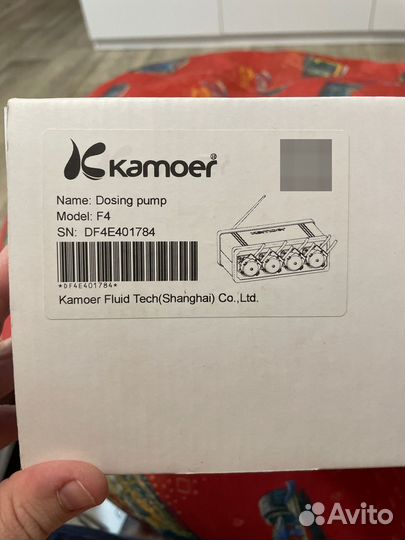 Kamoer®
Name: Dosing pump
Model: F4
SN: DF4E401784
*DF4E401784*
Kamoer Fluid Tech(Shanghai) Co.,Ltd.
Avito